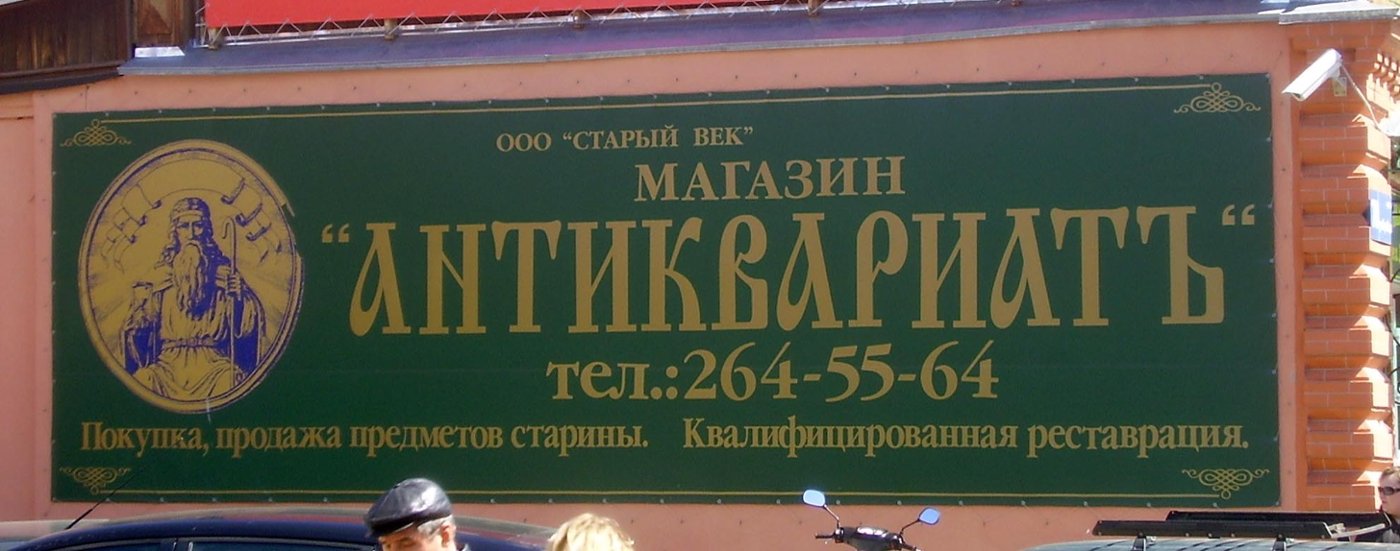 ООО "СТАРЫЙ ВЕК"
МАГАЗИН
"АНТИКВАРИАТЪ"
тел.:264-55-64
Покупка, продажа предметов старины. Квалифицированная реставрация.